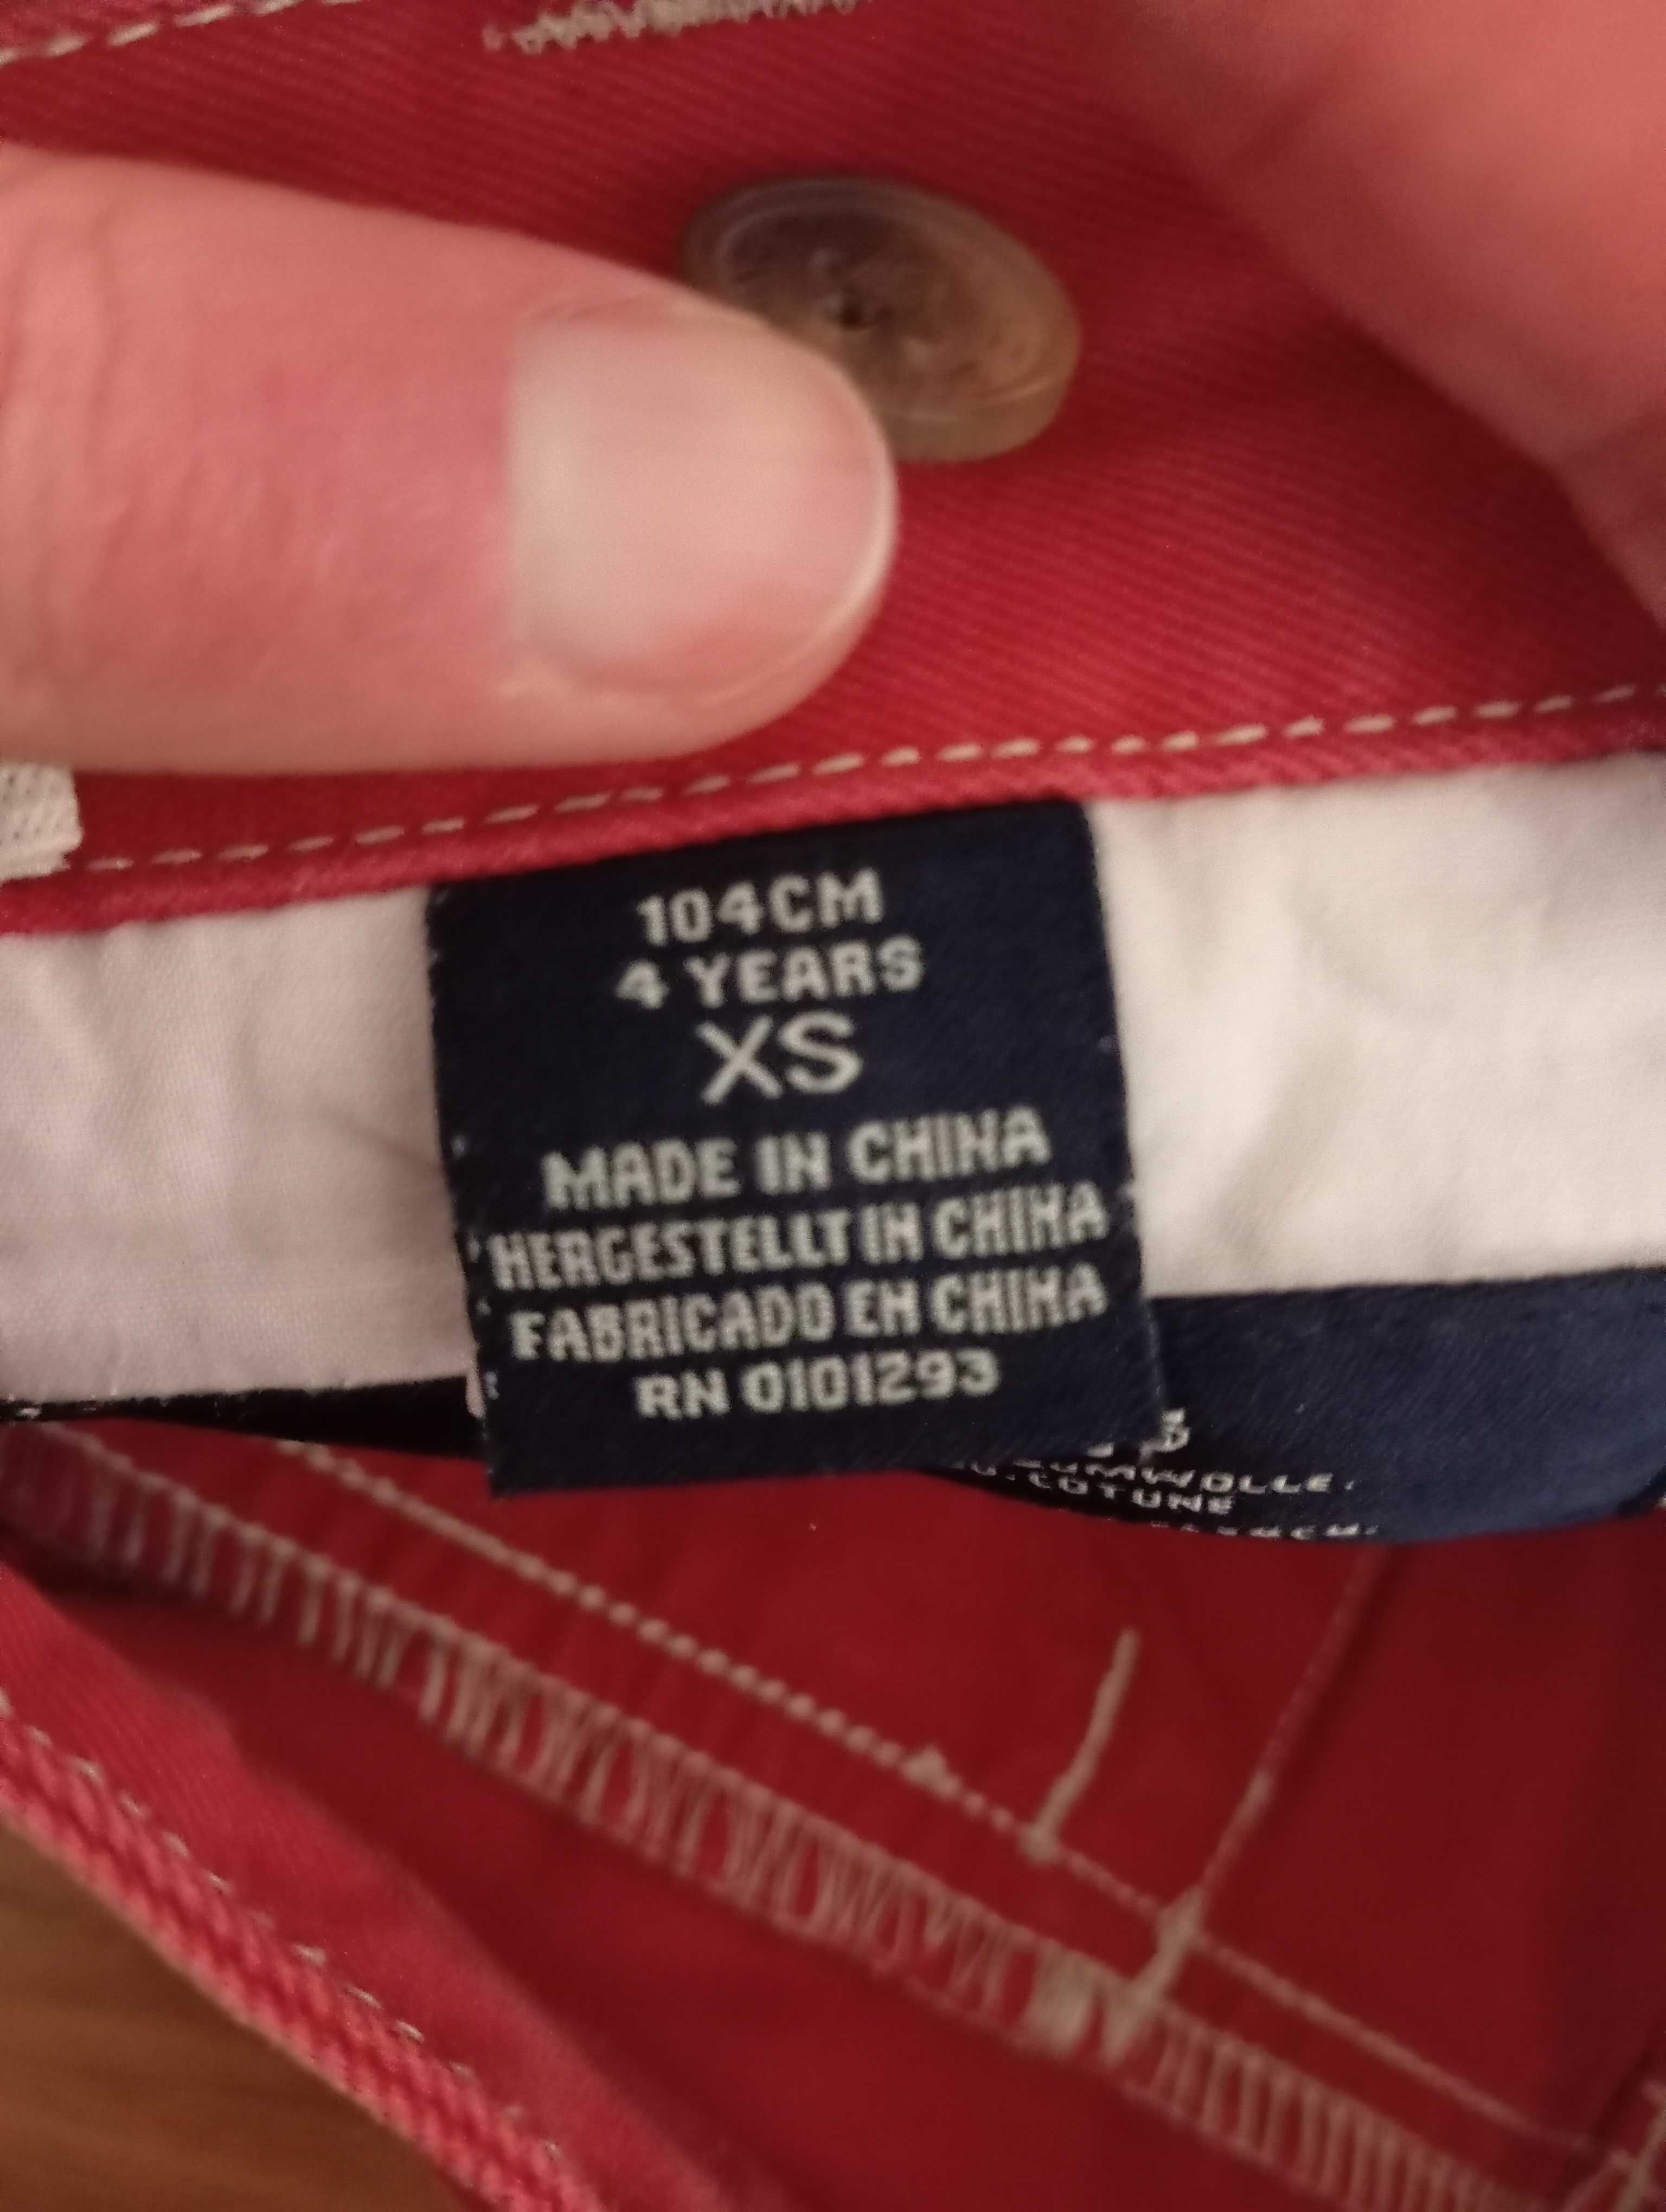 104CM
4 YEARS
XS
MADE IN CHINA
HERGESTELLT IN CHINA
FABRICADO EN CHINA
RN 0101293